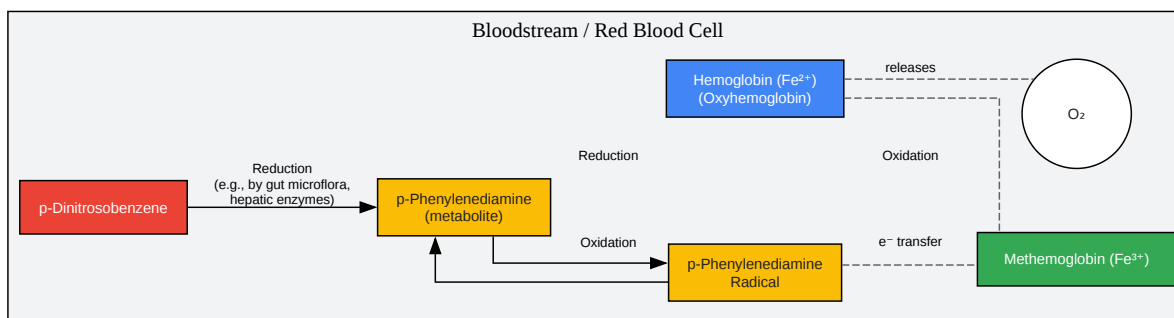 Bloodstream / Red Blood Cell
Hemoglobin (Fe²⁺)
(Oxyhemoglobin)
releases
O₂
Reduction
Oxidation
Reduction
(e.g., by gut microflora,
hepatic enzymes)
p-Dinitrosobenzene
p-Phenylenediamine
(metabolite)
Oxidation
p-Phenylenediamine
Radical
e⁻ transfer
Methemoglobin (Fe³⁺)